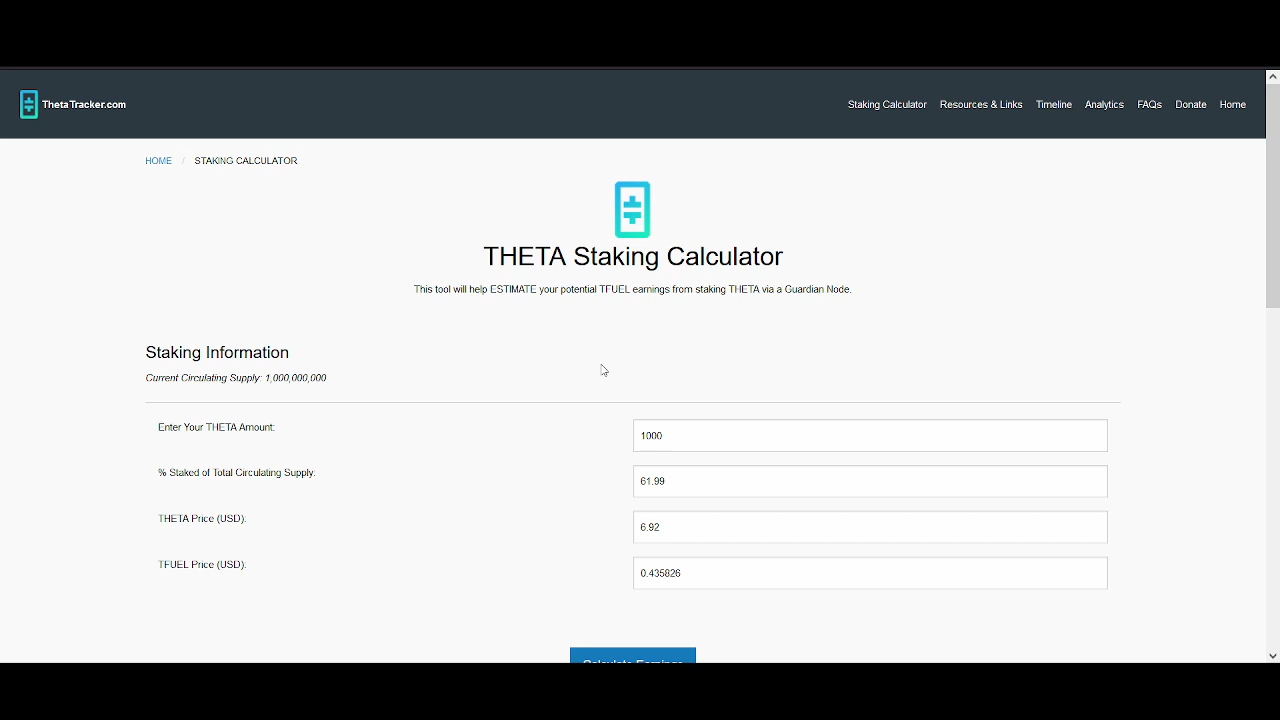 ThetaTracker.com
Staking Calculator Resources & Links Timeline Analytics FAQs Donate Home
HOME / STAKING CALCULATOR
THETA Staking Calculator
This tool will help ESTIMATE your potential TFUEL earnings from staking THETA via a Guardian Node.
Staking Information
Current Circulating Supply: 1,000,000,000
Enter Your THETA Amount: 1000
% Staked of Total Circulating Supply: 61.99
THETA Price (USD): 6.92
TFUEL Price (USD): 0.435826
Calculate Earnings